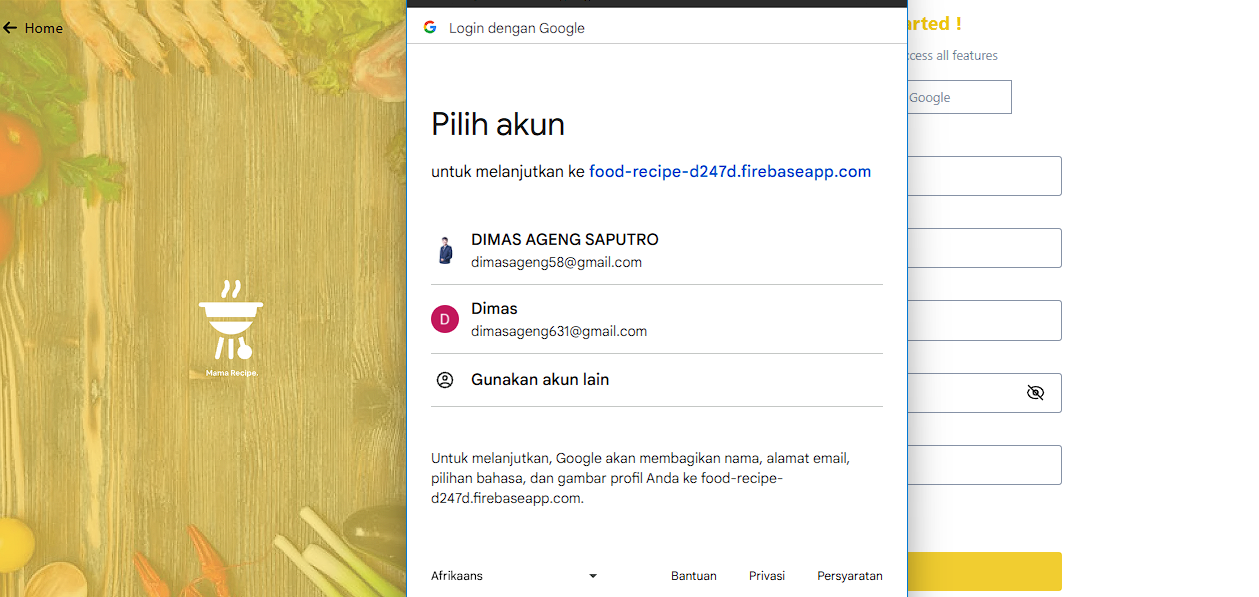 Home
Mama Recipe.
Login dengan Google
Pilih akun
untuk melanjutkan ke food-recipe-d247d.firebaseapp.com
DIMAS AGENG SAPUTRO
dimasageng58@gmail.com
D
Dimas
dimasageng631@gmail.com
Gunakan akun lain
Untuk melanjutkan, Google akan membagikan nama, alamat email,
pilihan bahasa, dan gambar profil Anda ke food-recipe-
d247d.firebaseapp.com.
Afrikaans
Bantuan Privasi Persyaratan
arted !
ccess all features
Google